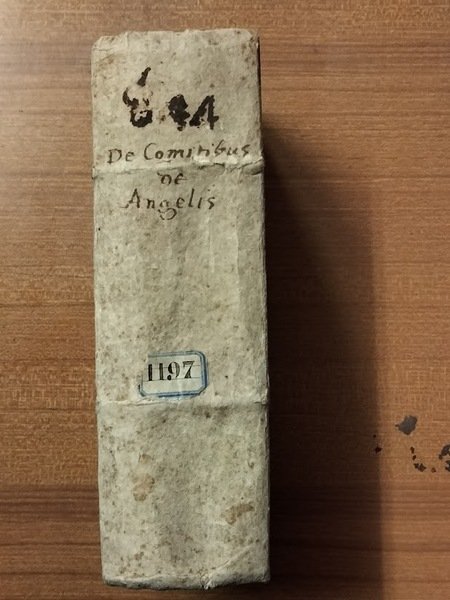 De Comitibus
De
Angelis
1197